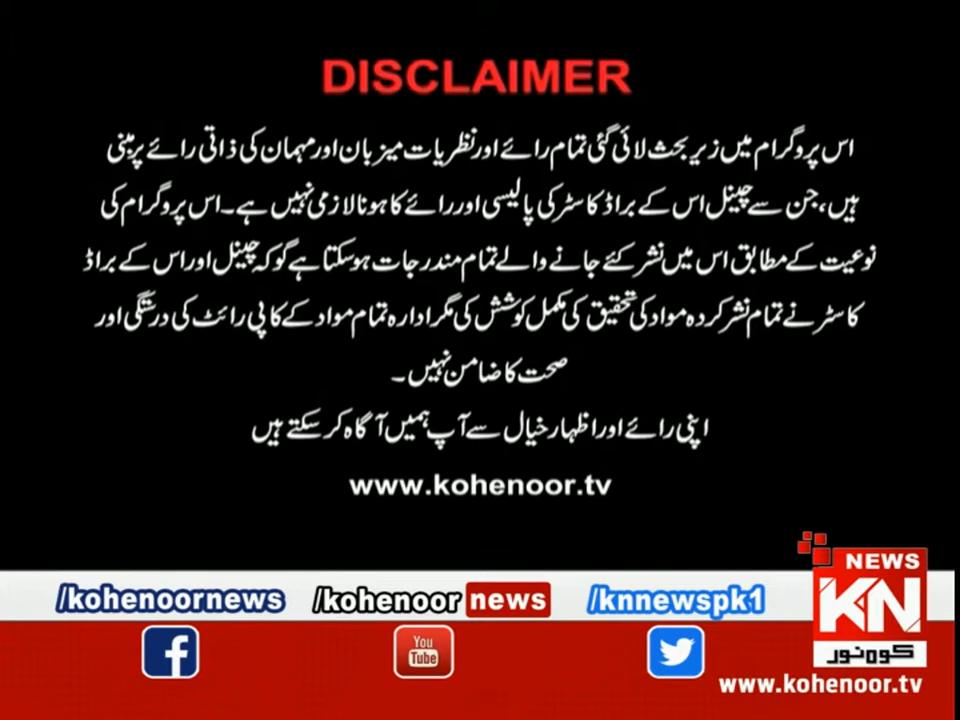 DISCLAIMER
اس پروگرام میں زیرِ بحث لائی گئی تمام رائے اور نظریات میزبان اور مہمان کی ذاتی رائے پر مبنی
ہیں، جن سے چینل اس کے براڈ کاسٹر کی پالیسی اور رائے کا ہونا لازمی نہیں ہے۔ اس پروگرام کی
نوعیت کے مطابق اس میں نشر کئے جانے والے تمام مندرجات ہو سکتا ہے گو کہ چینل اور اس کے براڈ
کاسٹر نے تمام نشر کردہ مواد کی تحقیق کی مکمل کوشش کی مگر ادارہ تمام مواد کے کاپی رائٹ کی درستگی اور
صحت کا ضامن نہیں۔
اپنی رائے اور اظہار خیال سے آپ ہمیں آگاہ کر سکتے ہیں
www.kohenoor.tv
/kohenoornews /kohenoor news /knnewspk1
You
Tube
NEWS
KN
کوہ نور
www.kohenoor.tv